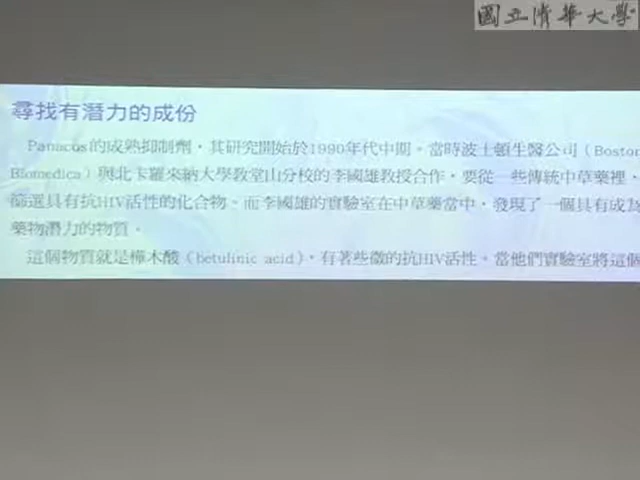 國立清華大學
尋找有潛力的成份
Panacos的成熟抑制劑，其研究開始於1990年代中期。當時波士頓生醫公司（Boston
Biomedica）與北卡羅來納大學教堂山分校的李國雄教授合作，要從一些傳統中草藥裡，
篩選具有抗HIV活性的化合物。而李國雄的實驗室在中草藥當中，發現了一個具有成為
藥物潛力的物質。
這個物質就是樺木酸（betulinic acid），有著些微的抗HIV活性。當他們實驗室將這個